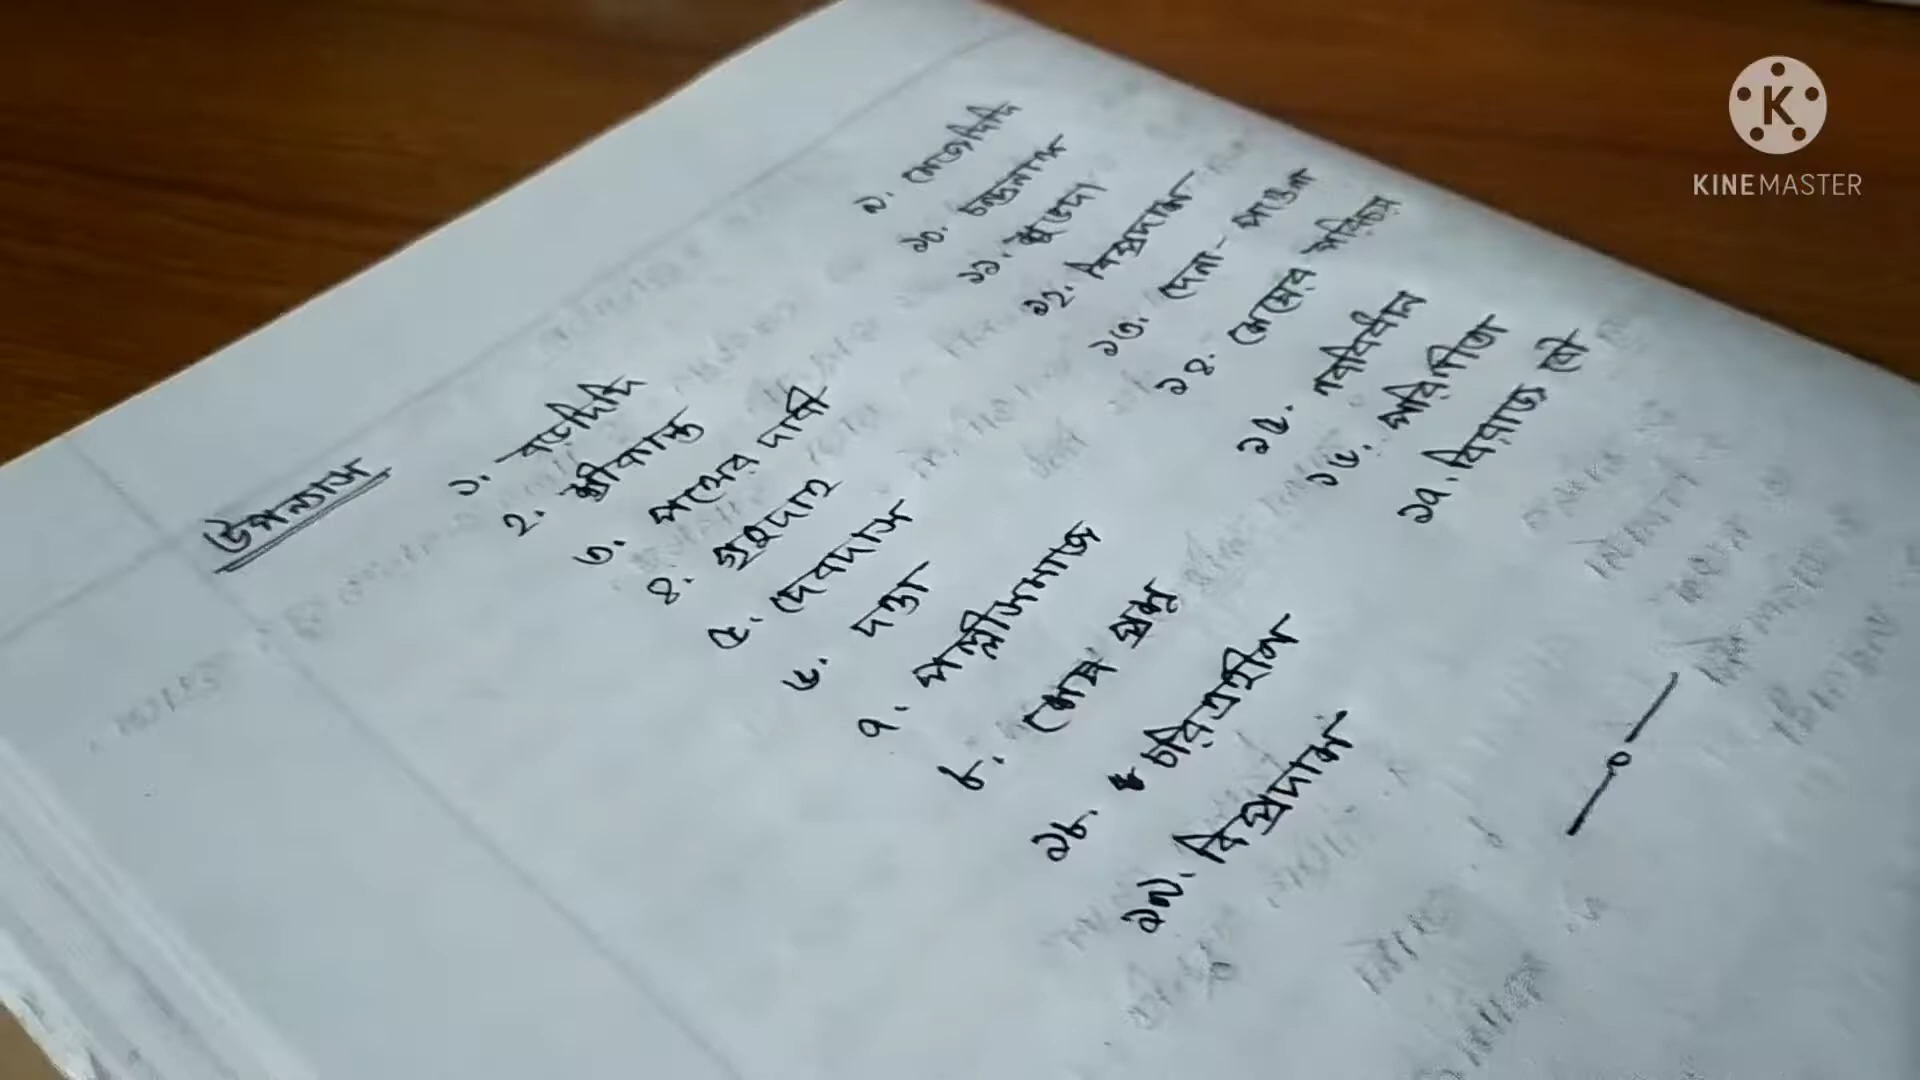 উপন্যাস
১. বড়দিদি
২. শ্রীকান্ত
৩. পথের দাবী
৪. গৃহদাহ
৫. দেবদাস
৬. দত্তা
৭. পল্লীসমাজ
৮. শেষ প্রশ্ন
১৮. চরিত্রহীন
১৯. বিপ্রদাস
৯. মেজদিদি
১০. চন্দ্রনাথ
১১. শুভদা
১২. বিপ্রদাস
১৩. দেনা-পাওনা
১৪. শেষের পরিচয়
১৫. নববিধান
১৬. পরিণীতা
১৭. বিরাজ বৌ
KINEMASTER